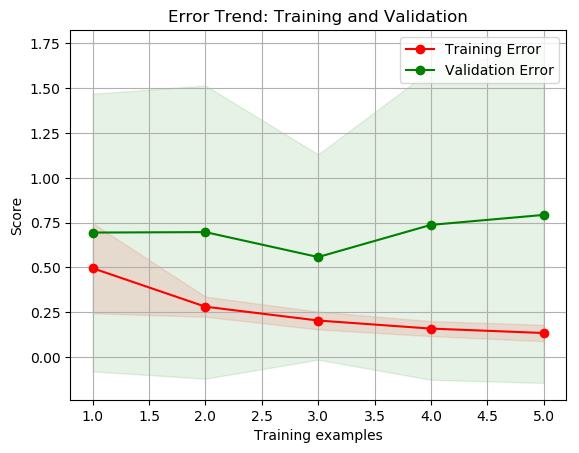 Error Trend: Training and Validation
Training Error
Validation Error
Score
1.75
1.50
1.25
1.00
0.75
0.50
0.25
0.00
1.0 1.5 2.0 2.5 3.0 3.5 4.0 4.5 5.0
Training examples